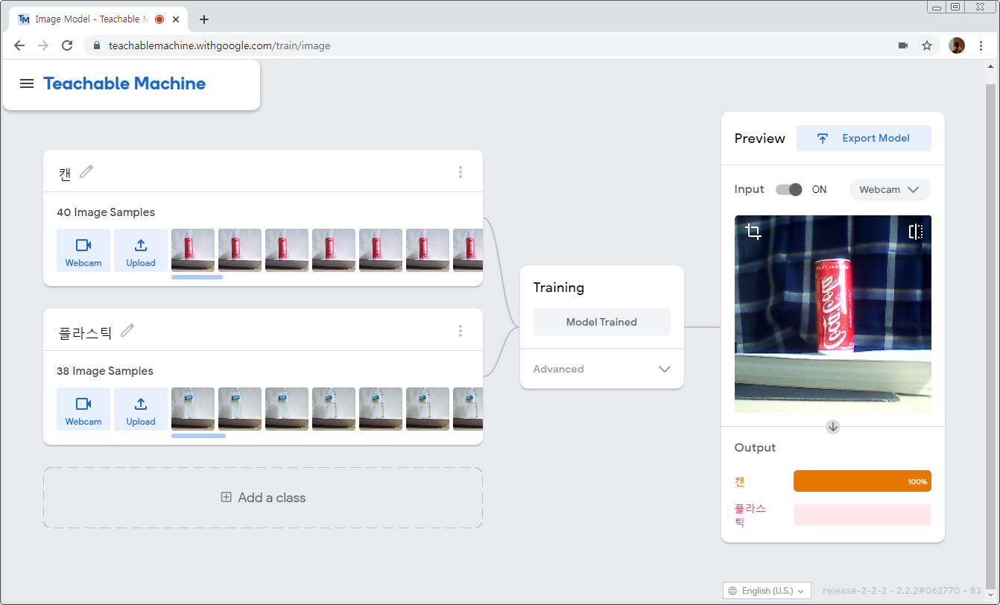 Image Model - Teachable M
teachablemachine.withgoogle.com/train/image
Teachable Machine
캔
40 Image Samples
Webcam
Upload
플라스틱
38 Image Samples
Webcam
Upload
Add a class
Training
Model Trained
Advanced
Preview
Export Model
Input
ON
Webcam
Coca-Cola
Output
캔
100%
플라스
틱
English (U.S.)
release-2-2-2 - 2.2.2#062770 - 83